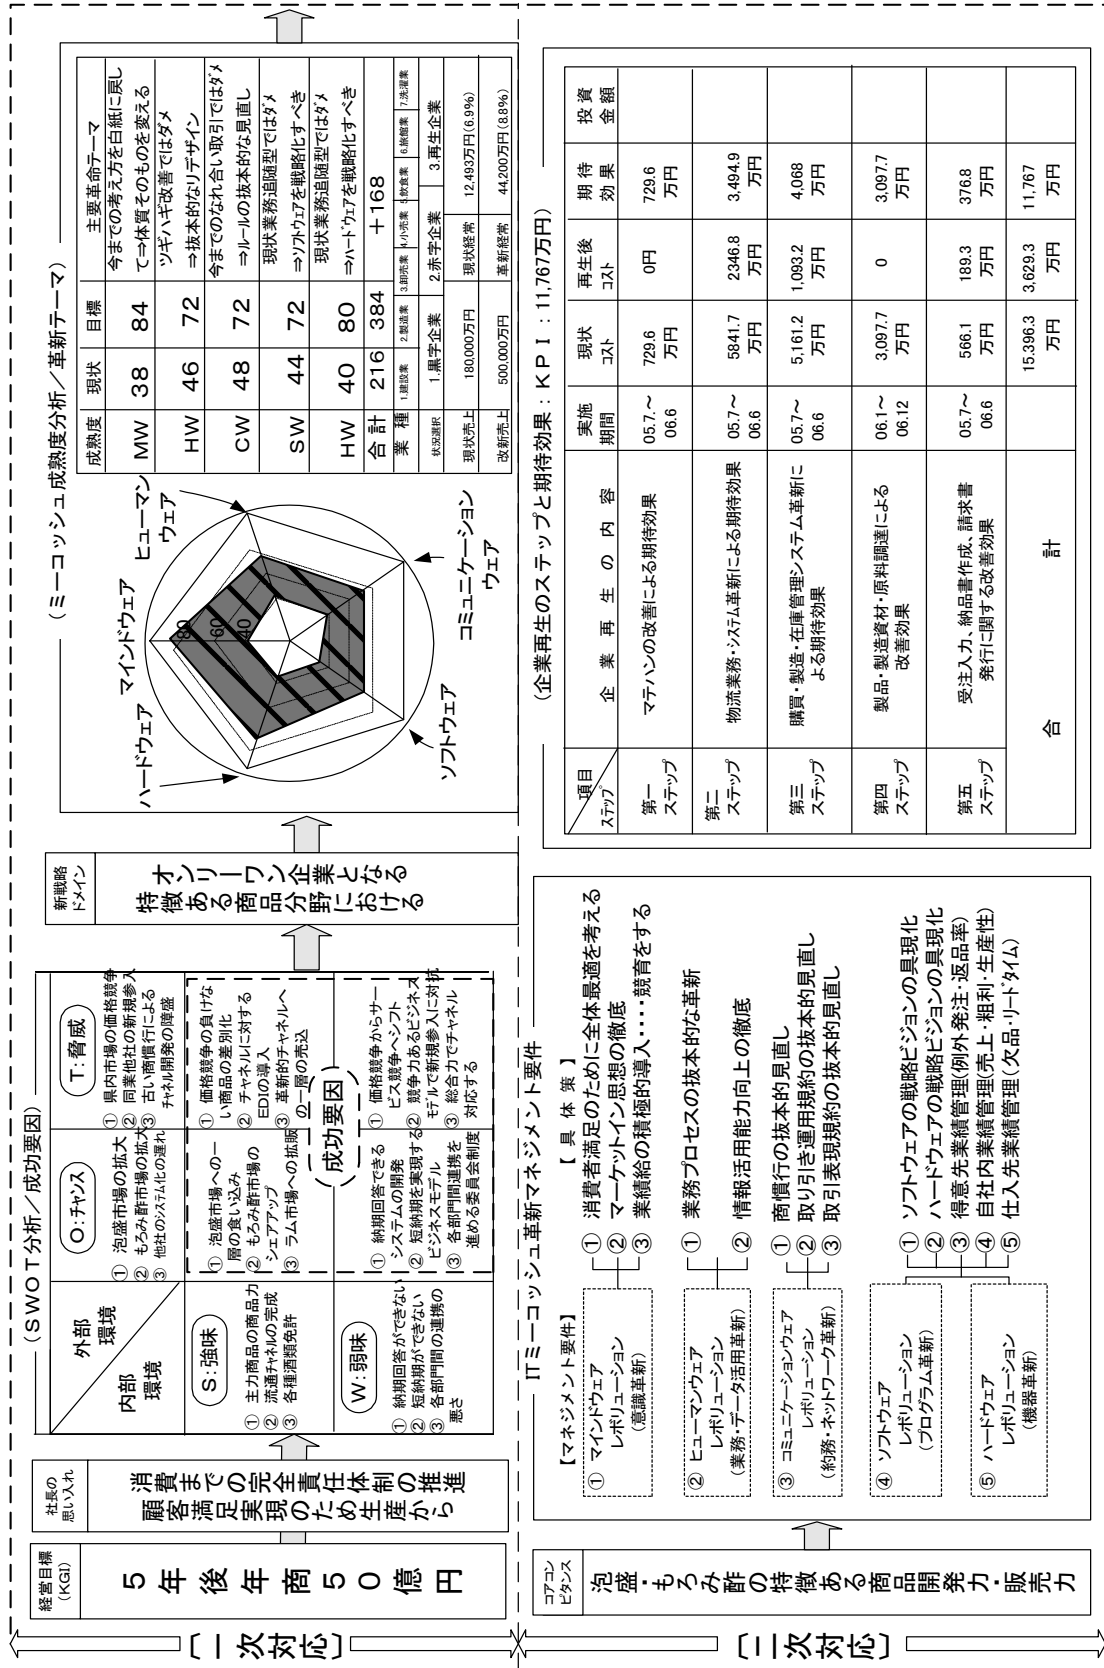 〔一次対応〕
経営目標
(KGI)
5年後年商50億円
社長の
思い入れ
顧客満足実現のため生産から
消費までの完全責任体制の推進
(SWOT分析/成功要因)
外部
環境
内部
環境
O:チャンス
① 泡盛市場の拡大
② もろみ酢市場の拡大
③ 他社のシステム化の遅れ
T:脅威
① 県内市場の価格競争
② 同業他社の新規参入
③ 古い商慣行による
チャネル開発の障盛
S:強味
① 主力商品の商品力
② 流通チャネルの完成
③ 各種酒類免許
① 泡盛市場への一
層の食い込み
② もろみ酢市場の
シェアアップ
③ ラム市場への拡販
① 価格競争の負けな
い商品の差別化
② チャネルに対する
EDIの導入
③ 革新的チャネルへ
の一層の売込
成功要因
W:弱味
① 納期回答ができない
② 短納期ができない
③ 各部門間の連携の
悪さ
① 納期回答できる
システムの開発
② 短納期を実現する
ビジネスモデル
③ 各部門間連携を
進める委員会制度
① 価格競争からサー
ビス競争へシフト
② 競争力あるビジネス
モデルで新規参入に対抗
③ 総合力でチャネル
対応する
新戦略
ドメイン
特徴ある商品分野における
オンリーワン企業となる
(ミーコッシュ成熟度分析/革新テーマ)
マインドウェア
ヒューマン
ウェア
コミュニケーション
ウェア
ソフトウェア
ハードウェア
80
60
40
成熟度 現状 目標 主要革命テーマ
MW 38 84 今までの考え方を白紙に戻し
て⇒体質そのものを変える
HW 46 72 ツギハギ改善ではダメ
⇒抜本的なリデザイン
CW 48 72 今までのなれ合い取引ではダメ
⇒ルールの抜本的な見直し
SW 44 72 現状業務追随型ではダメ
⇒ソフトウェアを戦略化すべき
HW 40 80 現状業務追随型ではダメ
⇒ハードウェアを戦略化すべき
合計 216 384 +168
業種 1.建設業 2.製造業 3.卸売業 4.小売業 5.飲食業 6.旅館業 7.洗濯業
状況選択 1.黒字企業 2.赤字企業 3.再生企業
現状売上 180,000万円 現状経常 12,493万円(6.9%)
改新売上 500,000万円 革新経常 44,200万円(8.8%)
〔二次対応〕
コアコン
ピタンス
泡盛・もろみ酢の特徴ある商品開発力・販売力
ITミーコッシュ革新マネジメント要件
【マネジメント要件】 【具体策】
① マインドウェア
レボリューション
(意識革新)
① 消費者満足のために全体最適を考える
② マーケットイン思想の徹底
③ 業績給の積極的導入・・・・競育をする
② ヒューマンウェア
レボリューション
(業務・データ活用革新)
① 業務プロセスの抜本的な革新
② 情報活用能力向上の徹底
③ コミュニケーションウェア
レボリューション
(約務・ネットワーク革新)
① 商慣行の抜本的見直し
② 取り引き運用規約の抜本的見直し
③ 取引表現規約の抜本的見直し
④ ソフトウェア
レボリューション
(プログラム革新)
⑤ ハードウェア
レボリューション
(機器革新)
① ソフトウェアの戦略ビジョンの具現化
② ハードウェアの戦略ビジョンの具現化
③ 得意先業績管理(例外・発注・返品率)
④ 自社内業績管理(売上・粗利・生産性)
⑤ 仕入先業績管理(欠品・リードタイム)
(企業再生のステップと期待効果:KPI:11,767万円)
項目
ステップ
企業再生の内容
実施
期間
現状
コスト
再生後
コスト
期待
効果
投資
金額
第一
ステップ
マテハンの改善による期待効果
05.7.～
06.6
729.6
万円
0円
729.6
万円
第二
ステップ
物流業務・システム革新による期待効果
05.7～
06.6
5841.7
万円
2346.8
万円
3,494.9
万円
第三
ステップ
購買・製造・在庫管理システム革新に
よる期待効果
05.7～
06.6
5,161.2
万円
1,093.2
万円
4,068
万円
第四
ステップ
製品・製造資材・原料調達による
改善効果
06.1～
06.12
3,097.7
万円
0
3,097.7
万円
第五
ステップ
受注入力、納品書作成、請求書
発行に関する改善効果
05.7～
06.6
566.1
万円
189.3
万円
376.8
万円
合計
15.396.3
万円
3,629.3
万円
11,767
万円